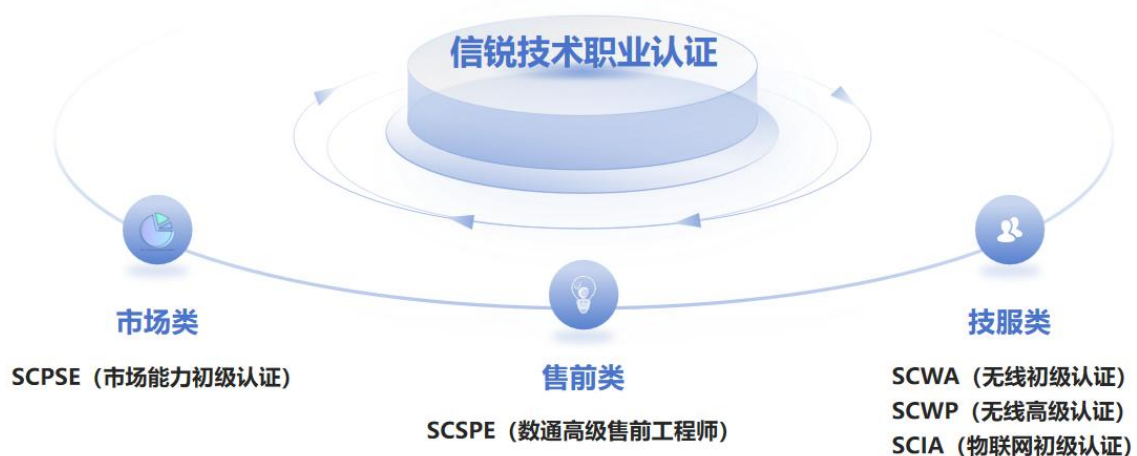 信锐技术职业认证
市场类
SCPSE（市场能力初级认证）
售前类
SCSPE（数通高级售前工程师）
技服类
SCWA（无线初级认证）
SCWP（无线高级认证）
SCIA（物联网初级认证）